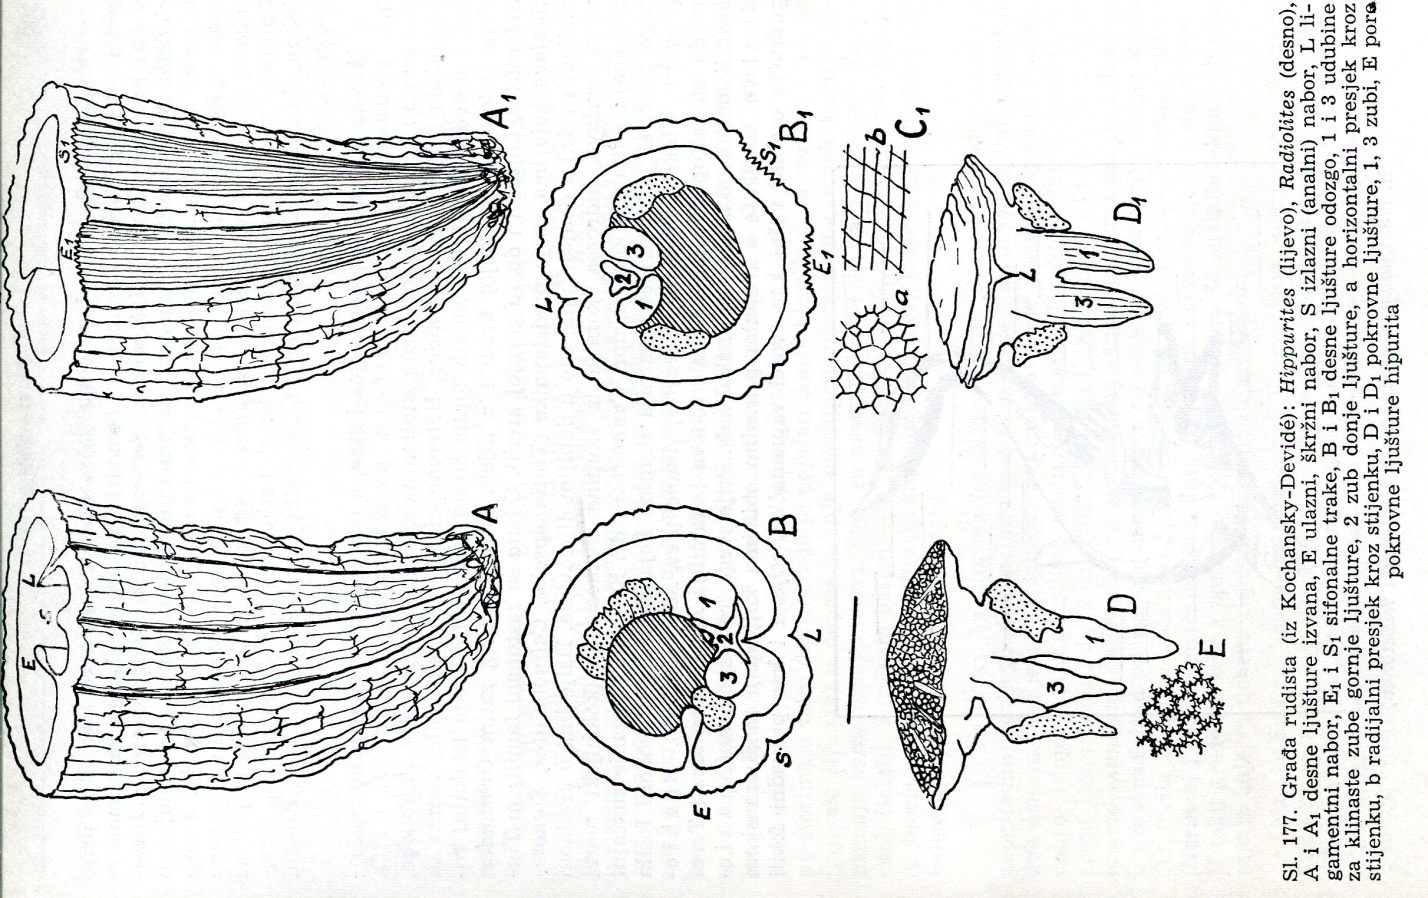 E S L
E₁ S₁
A
A₁
L
1 2 3
E₁ S₁
B₁
3 2 1
E S L
B
a b
C₁
L
3 1
D₁
3 1
D
E
Sl. 177. Građa rudista (iz Kochansky-Devidé): Hippurites (lijevo), Radiolites (desno),
A i A₁ desne ljušture izvana, E ulazni, škržni nabor, S izlazni (analni) nabor, L li-
gamentni nabor, E₁ i S₁ sifonalne trake, B i B₁ desne ljušture odozgo, 1 i 3 udubine
za klinaste zube gornje ljušture, 2 zub donje ljušture, a horizontalni presjek kroz
stijenku, b radijalni presjek kroz stijenku, D i D₁ pokrovne ljušture, 1, 3 zubi, E pore
pokrovne ljušture hipurita